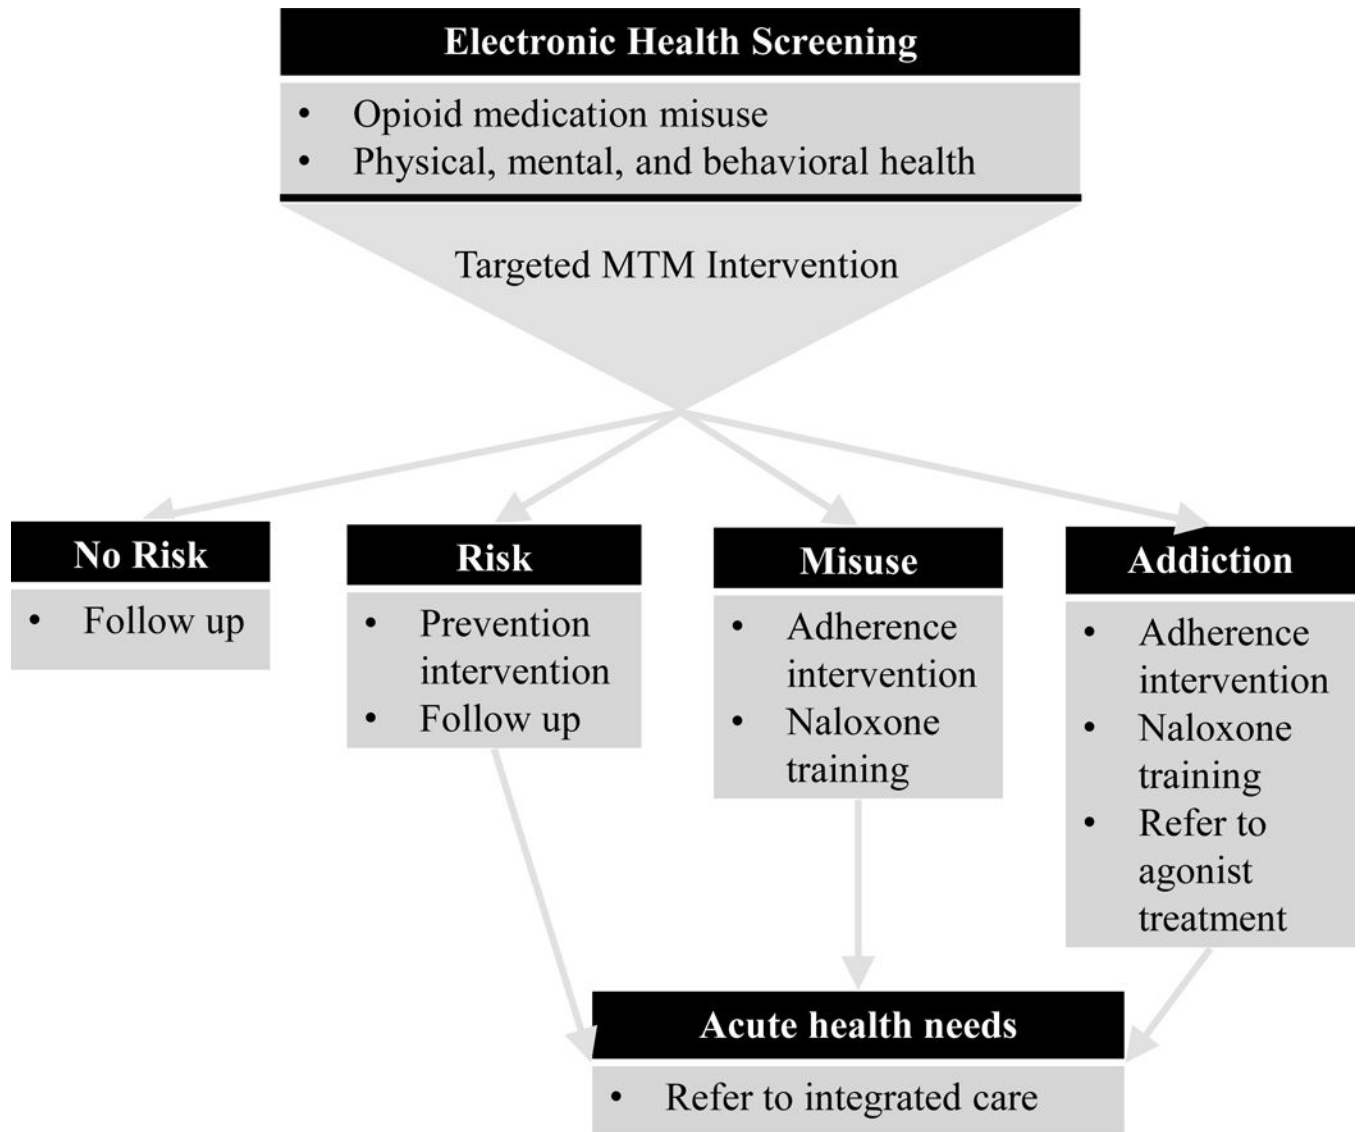 Electronic Health Screening
• Opioid medication misuse
• Physical, mental, and behavioral health
Targeted MTM Intervention
No Risk
• Follow up
Risk
• Prevention
intervention
• Follow up
Misuse
• Adherence
intervention
• Naloxone
training
Addiction
• Adherence
intervention
• Naloxone
training
• Refer to
agonist
treatment
Acute health needs
• Refer to integrated care